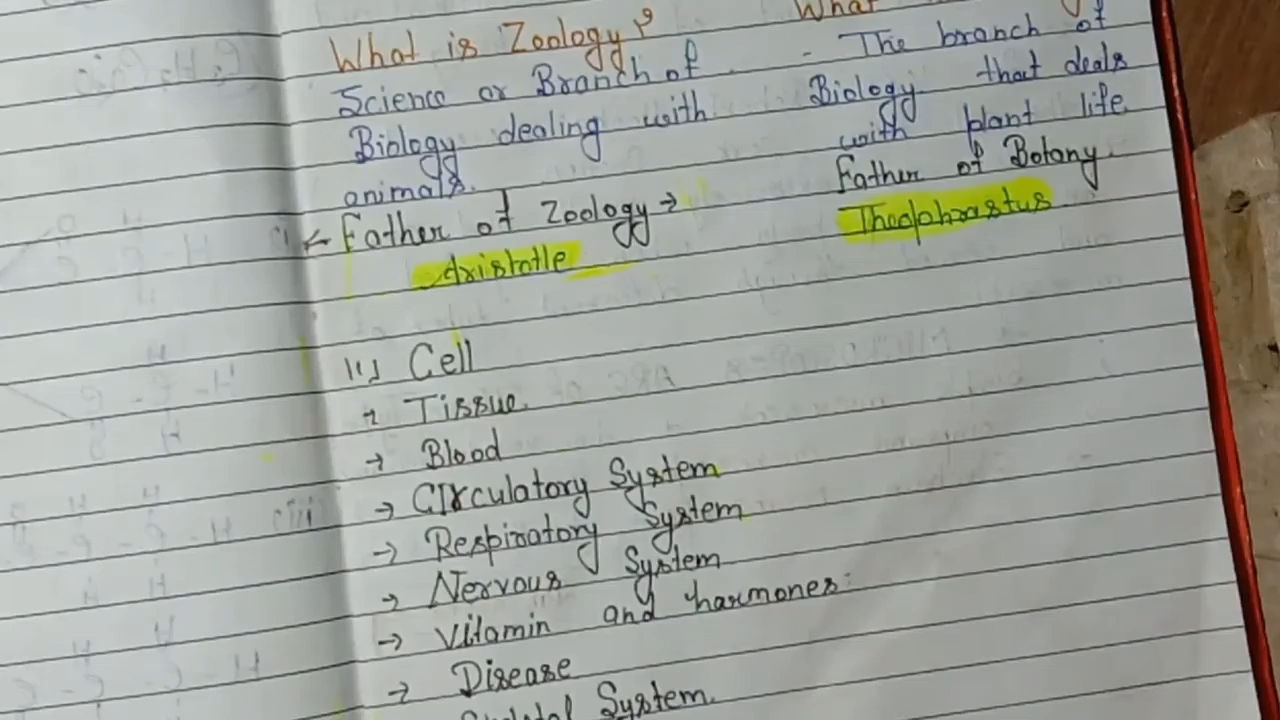 What is Zoology?
Science or Branch of
Biology dealing with
animals.
Father of Zoology →
Aristotle
What
- The branch of
Biology that deals
with plant life
Father of Botany
Theophrastus
Cell
→ Tissue.
→ Blood
→ Circulatory System
→ Respiratory System
→ Nervous System
→ Vitamin and harmones
→ Disease
System.